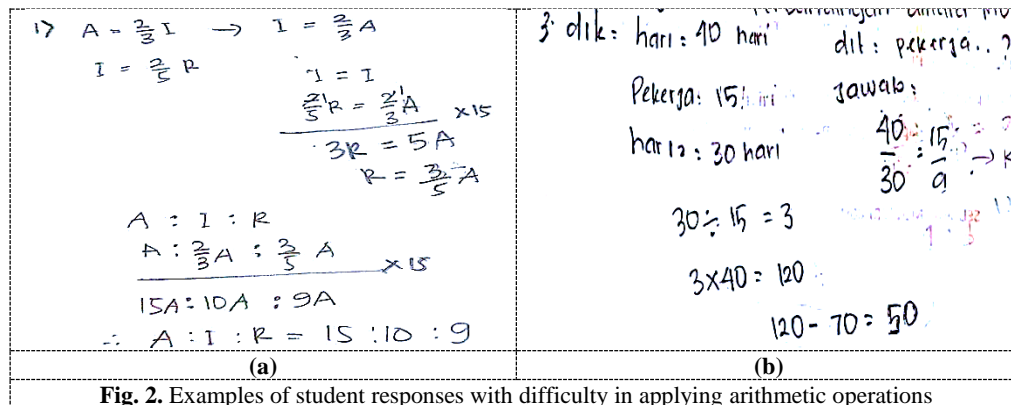 1) A = 2/3 I → I = 2/3 A
I = 2/5 R
I = I
2/5 R = 2/3 A ×15
3R = 5A
R = 3/5 A
A : I : R
A : 2/3 A : 3/5 A ×15
15A : 10A : 9A
∴ A : I : R = 15 : 10 : 9
3. dik : hari : 40 hari
dit : pekerja.. ?
Pekerja : 15
Jawab :
hari 2 : 30 hari
40/30 : 15/a
30 ÷ 15 = 3
3×40 = 120
120 - 70 = 50
(a)
(b)
Fig. 2. Examples of student responses with difficulty in applying arithmetic operations